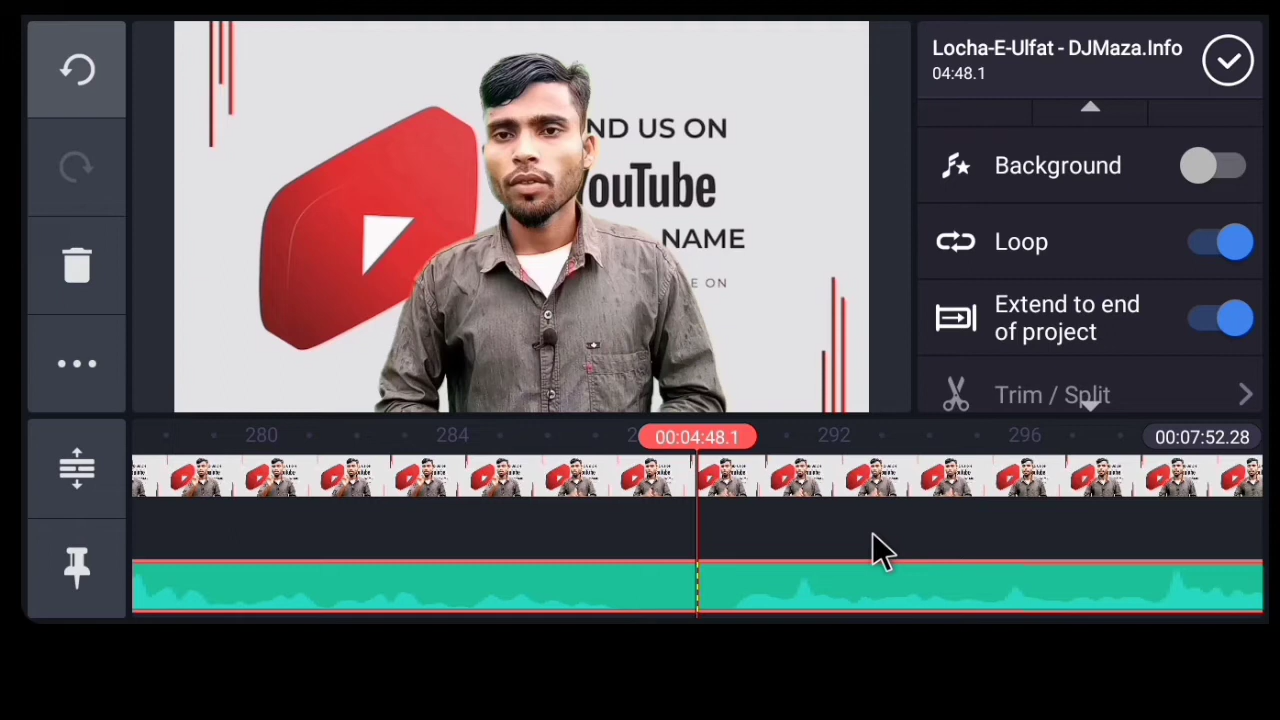 Locha-E-Ulfat - DJMaza.Info
04:48.1
ND US ON
ouTube
NAME
E ON
Background
Loop
Extend to end
of project
Trim / Split
280 284 00:04:48.1 292 296 00:07:52.28